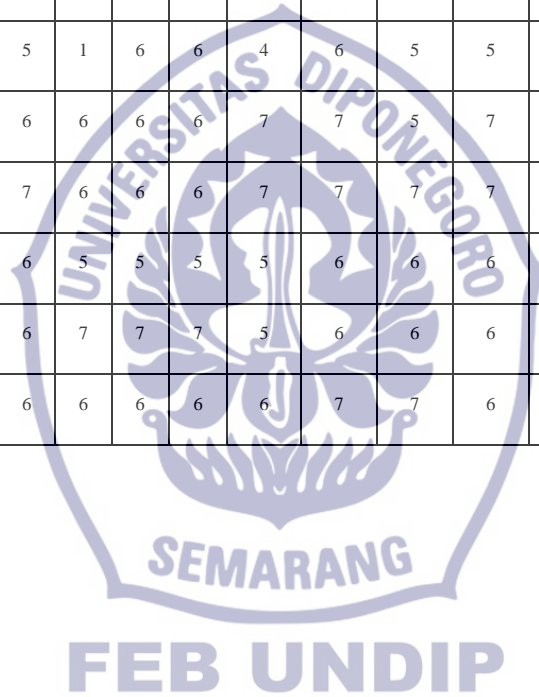 5 1 6 6 4 6 5 5
6 6 6 6 7 7 5 7
7 6 6 6 7 7 7 7
6 5 5 5 5 6 6 6
6 7 7 7 5 6 6 6
6 6 6 6 6 7 7 6
UNIVERSITAS DIPONEGORO
SEMARANG
FEB UNDIP